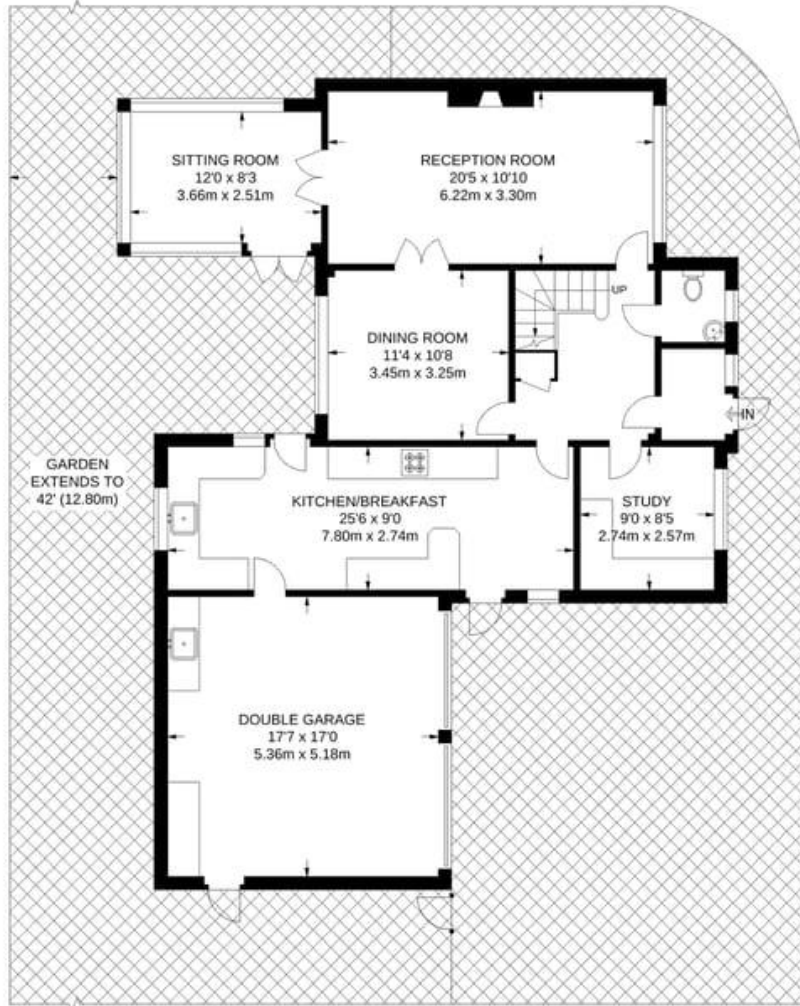 SITTING ROOM
12'0 x 8'3
3.66m x 2.51m
RECEPTION ROOM
20'5 x 10'10
6.22m x 3.30m
UP
DINING ROOM
11'4 x 10'8
3.45m x 3.25m
IN
GARDEN
EXTENDS TO
42' (12.80m)
KITCHEN/BREAKFAST
25'6 x 9'0
7.80m x 2.74m
STUDY
9'0 x 8'5
2.74m x 2.57m
DOUBLE GARAGE
17'7 x 17'0
5.36m x 5.18m